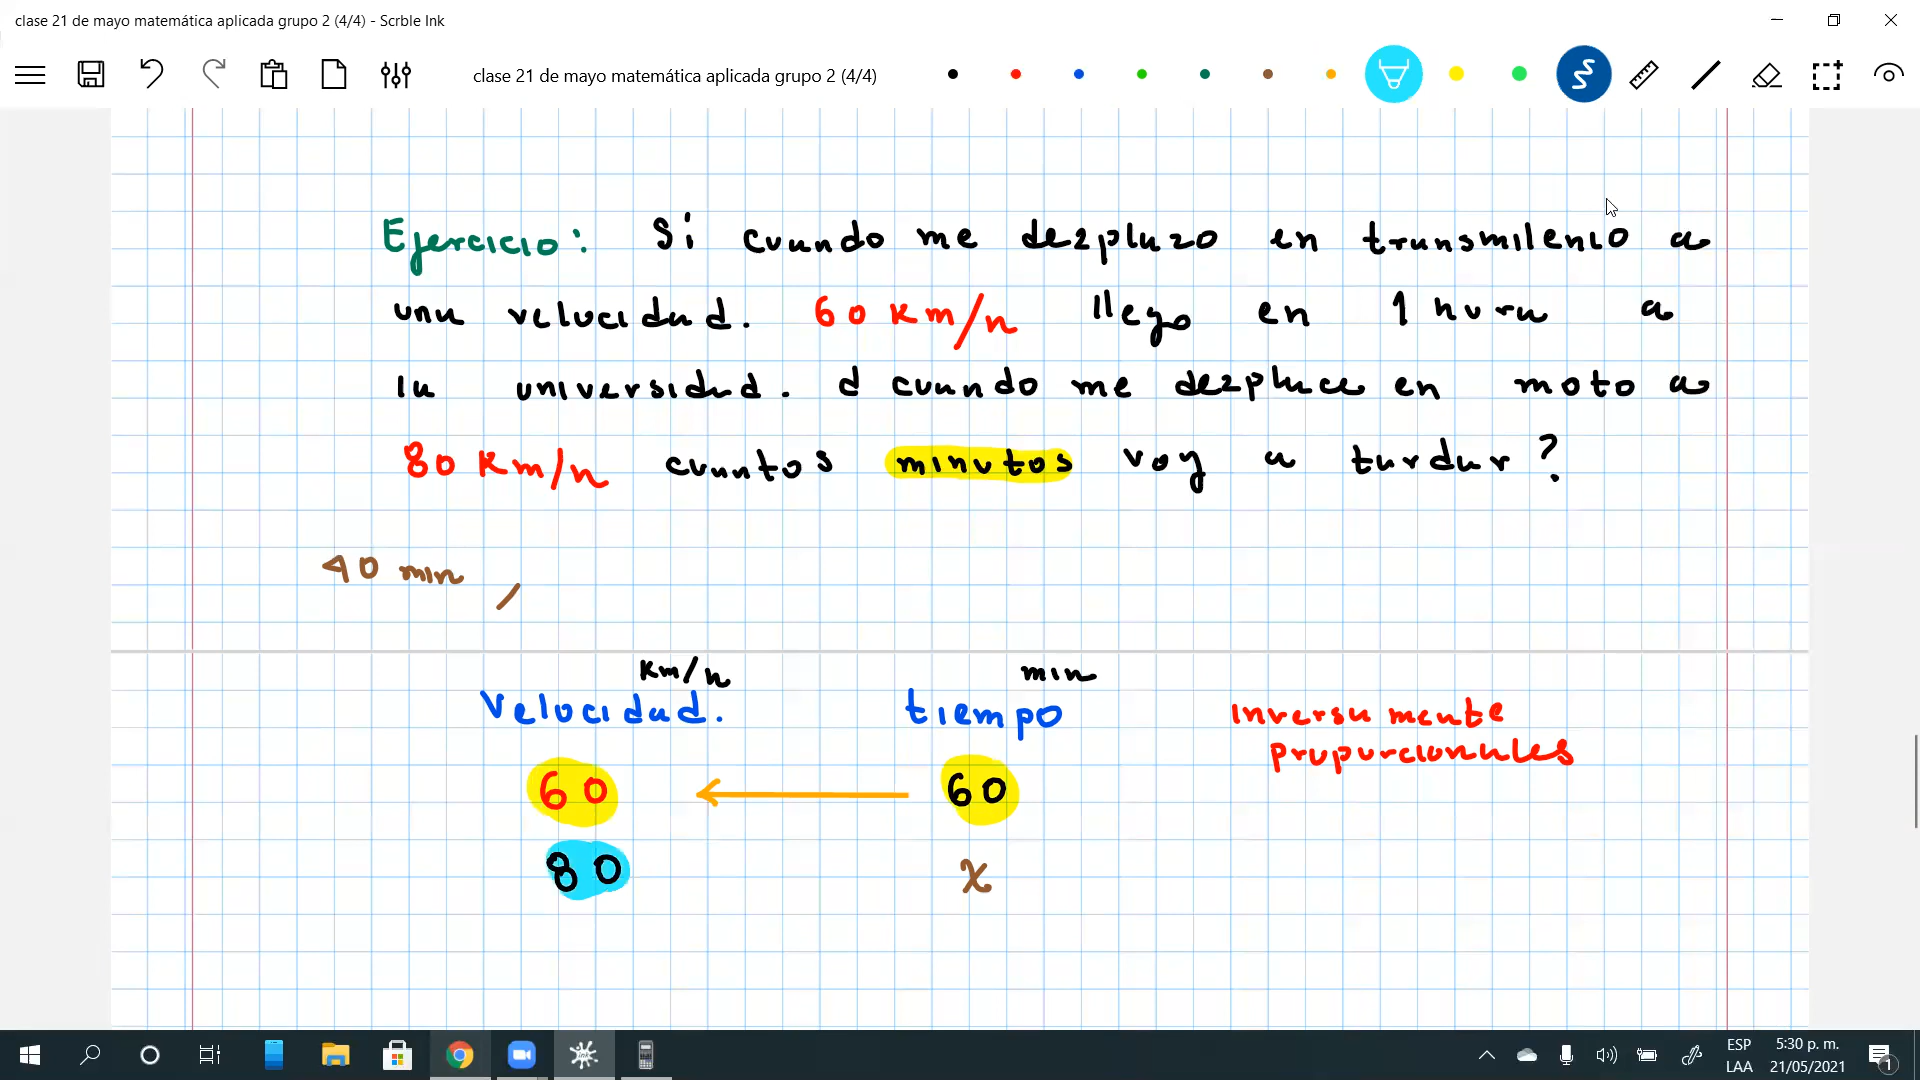 clase 21 de mayo matemática aplicada grupo 2 (4/4) - Scrble Ink
clase 21 de mayo matemática aplicada grupo 2 (4/4)
Ejercicio: Si cuando me dezplazo en transmilenio a
una velocidad. 60 Km/h llego en 1 hora a
la universidad. d cuando me dezplace en moto a
80 Km/h cuantos minutos voy a tardar?
40 min
Km/h min
Velocidad. tiempo inversamente
proporcionales
60 60
80 x
ESP 5:30 p. m.
LAA 21/05/2021
1